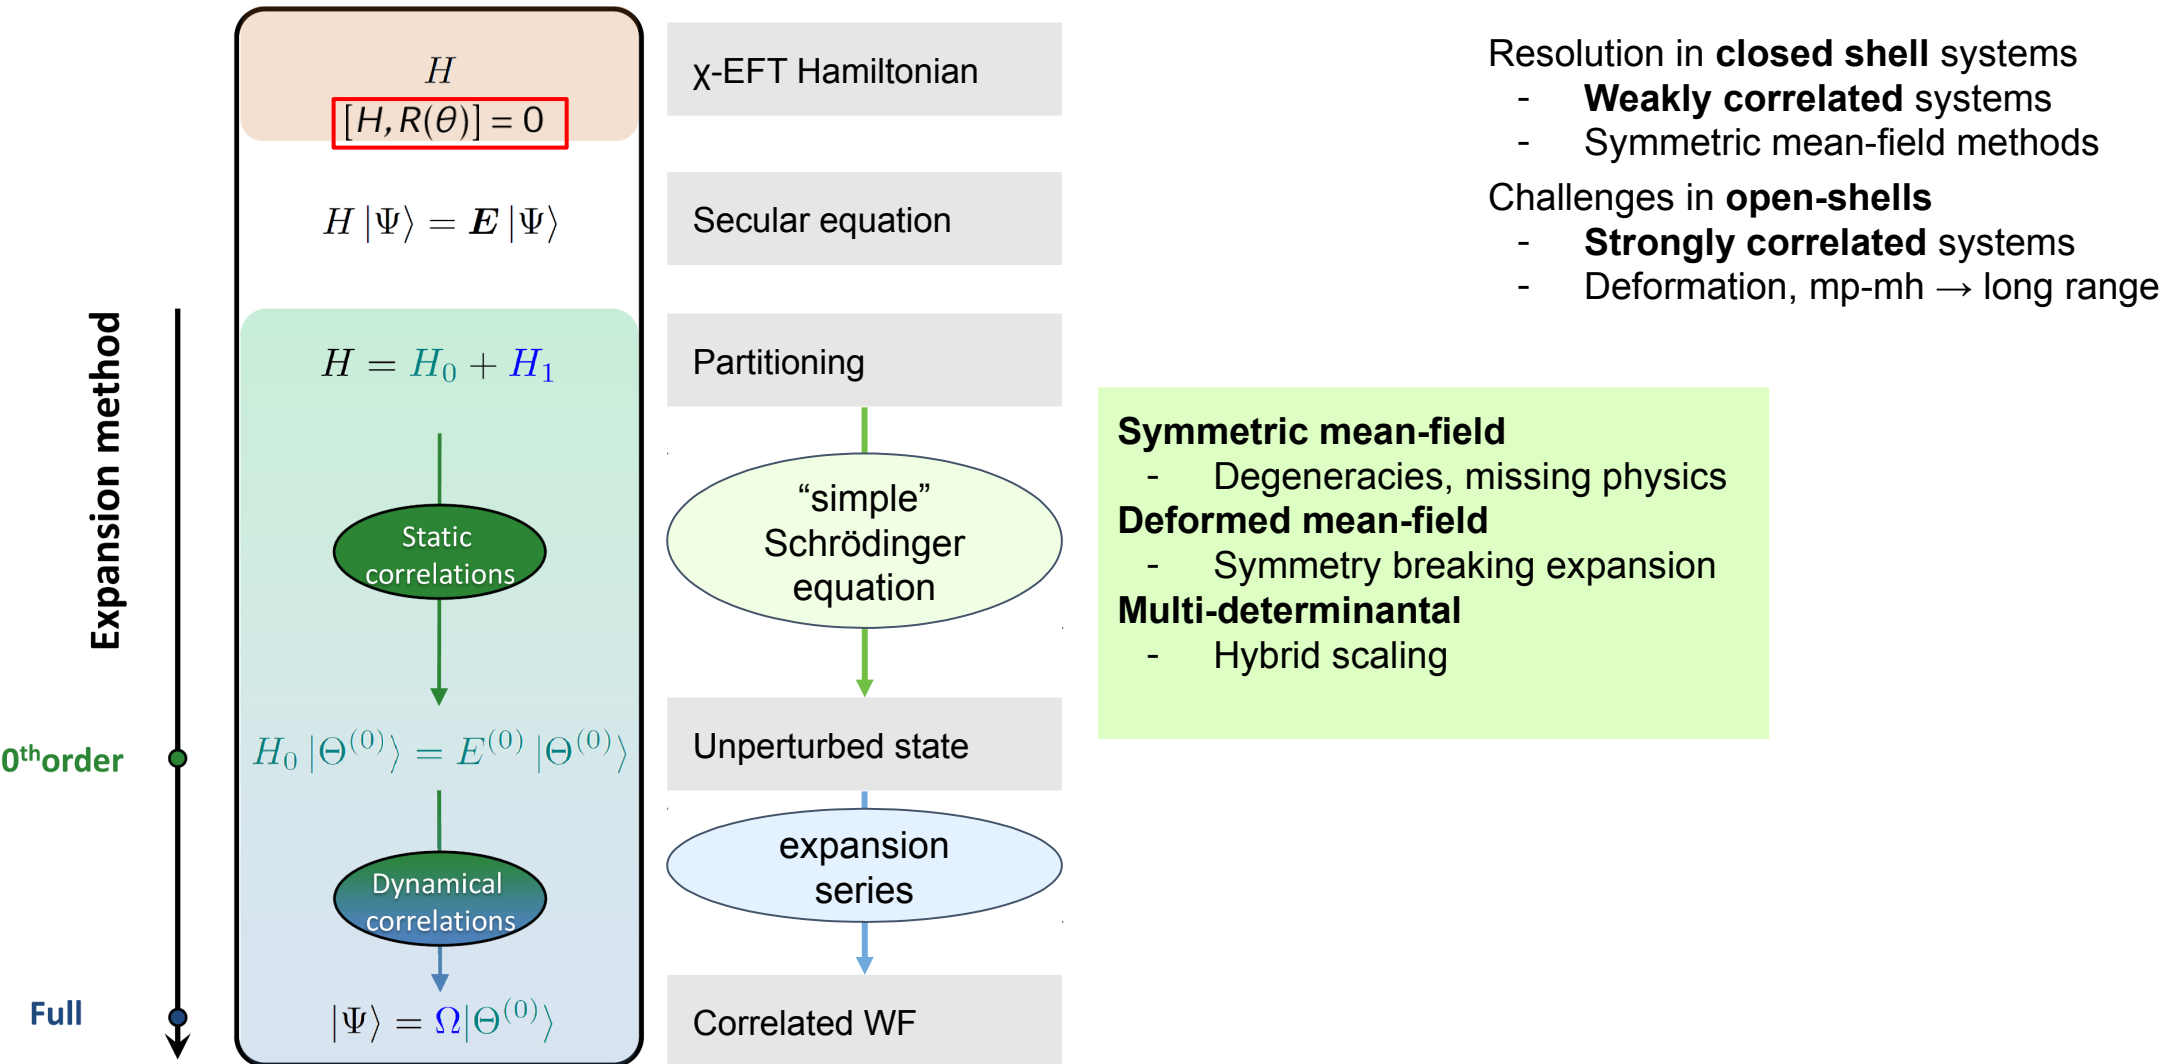 H
[H, R(θ)] = 0
χ-EFT Hamiltonian
H |Ψ⟩ = E |Ψ⟩
Secular equation
Expansion method
H = H₀ + H₁
Partitioning
Static
correlations
“simple”
Schrödinger
equation
0ᵗʰorder
H₀ |Θ⁽⁰⁾⟩ = E⁽⁰⁾ |Θ⁽⁰⁾⟩
Unperturbed state
Dynamical
correlations
expansion
series
Full
|Ψ⟩ = Ω|Θ⁽⁰⁾⟩
Correlated WF
Resolution in closed shell systems
- Weakly correlated systems
- Symmetric mean-field methods
Challenges in open-shells
- Strongly correlated systems
- Deformation, mp-mh → long range
Symmetric mean-field
- Degeneracies, missing physics
Deformed mean-field
- Symmetry breaking expansion
Multi-determinantal
- Hybrid scaling